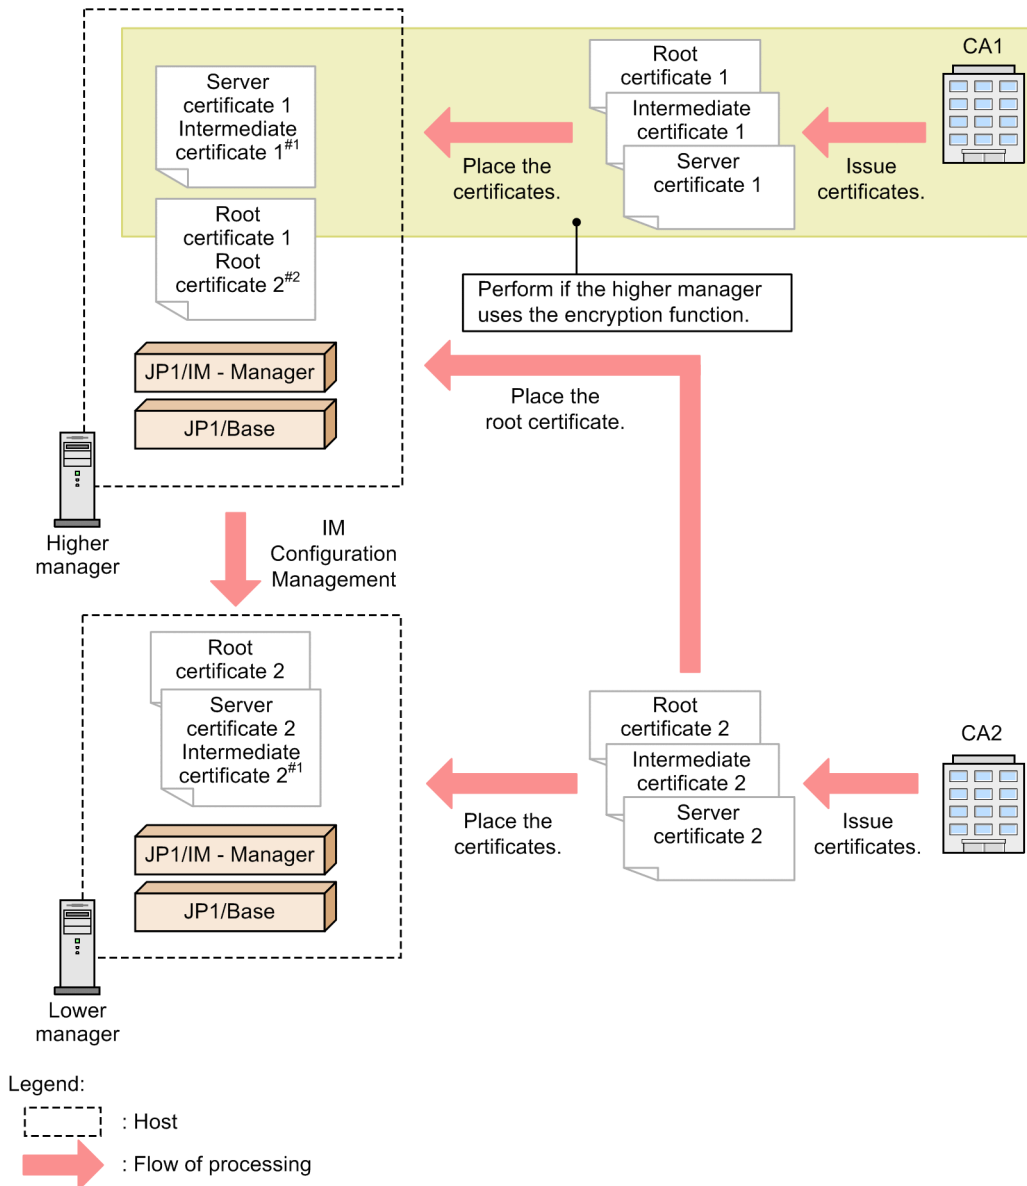 CA1
Root
certificate 1
Intermediate
certificate 1
Server
certificate 1
Issue
certificates.
Place the
certificates.
Server
certificate 1
Intermediate
certificate 1#1
Root
certificate 1
Root
certificate 2#2
Perform if the higher manager
uses the encryption function.
JP1/IM - Manager
JP1/Base
Place the
root certificate.
Higher
manager
IM
Configuration
Management
Root
certificate 2
Server
certificate 2
Intermediate
certificate 2#1
JP1/IM - Manager
JP1/Base
Place the
certificates.
Root
certificate 2
Intermediate
certificate 2
Server
certificate 2
Issue
certificates.
CA2
Lower
manager
Legend:
: Host
: Flow of processing